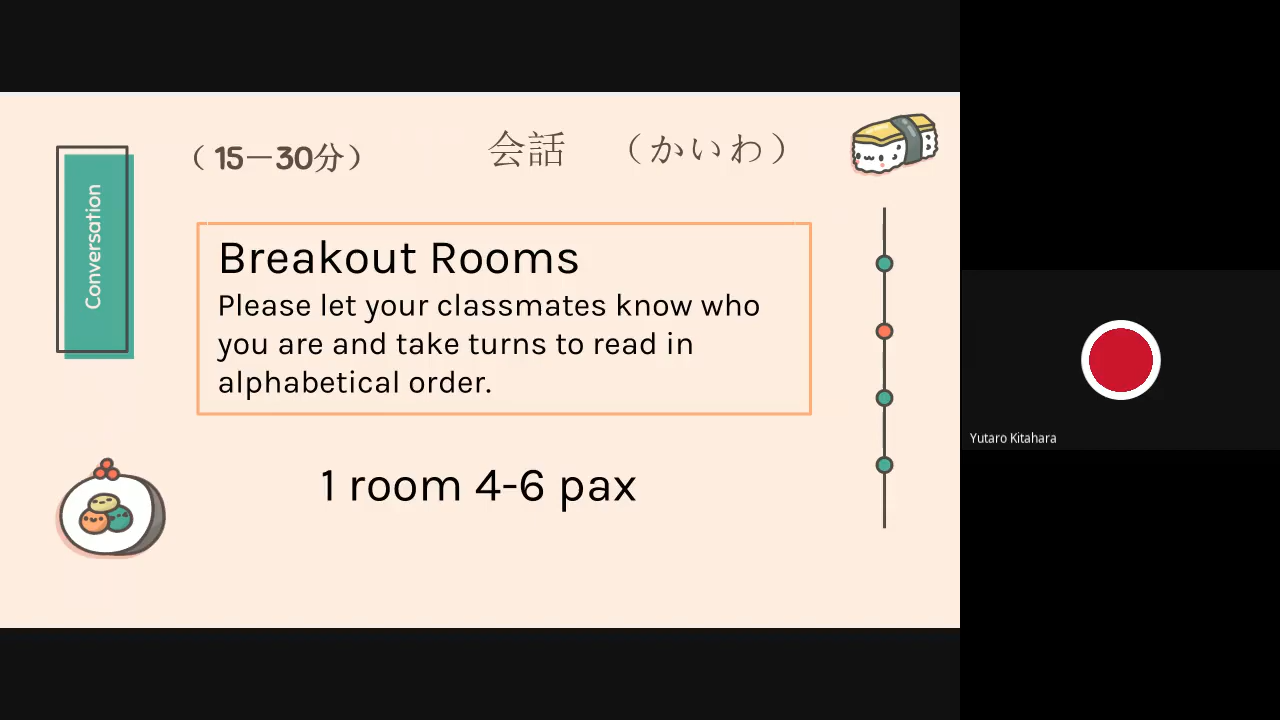 （ 15－30分）
会話　（かいわ）
Conversation
Breakout Rooms
Please let your classmates know who
you are and take turns to read in
alphabetical order.
1 room 4-6 pax
Yutaro Kitahara